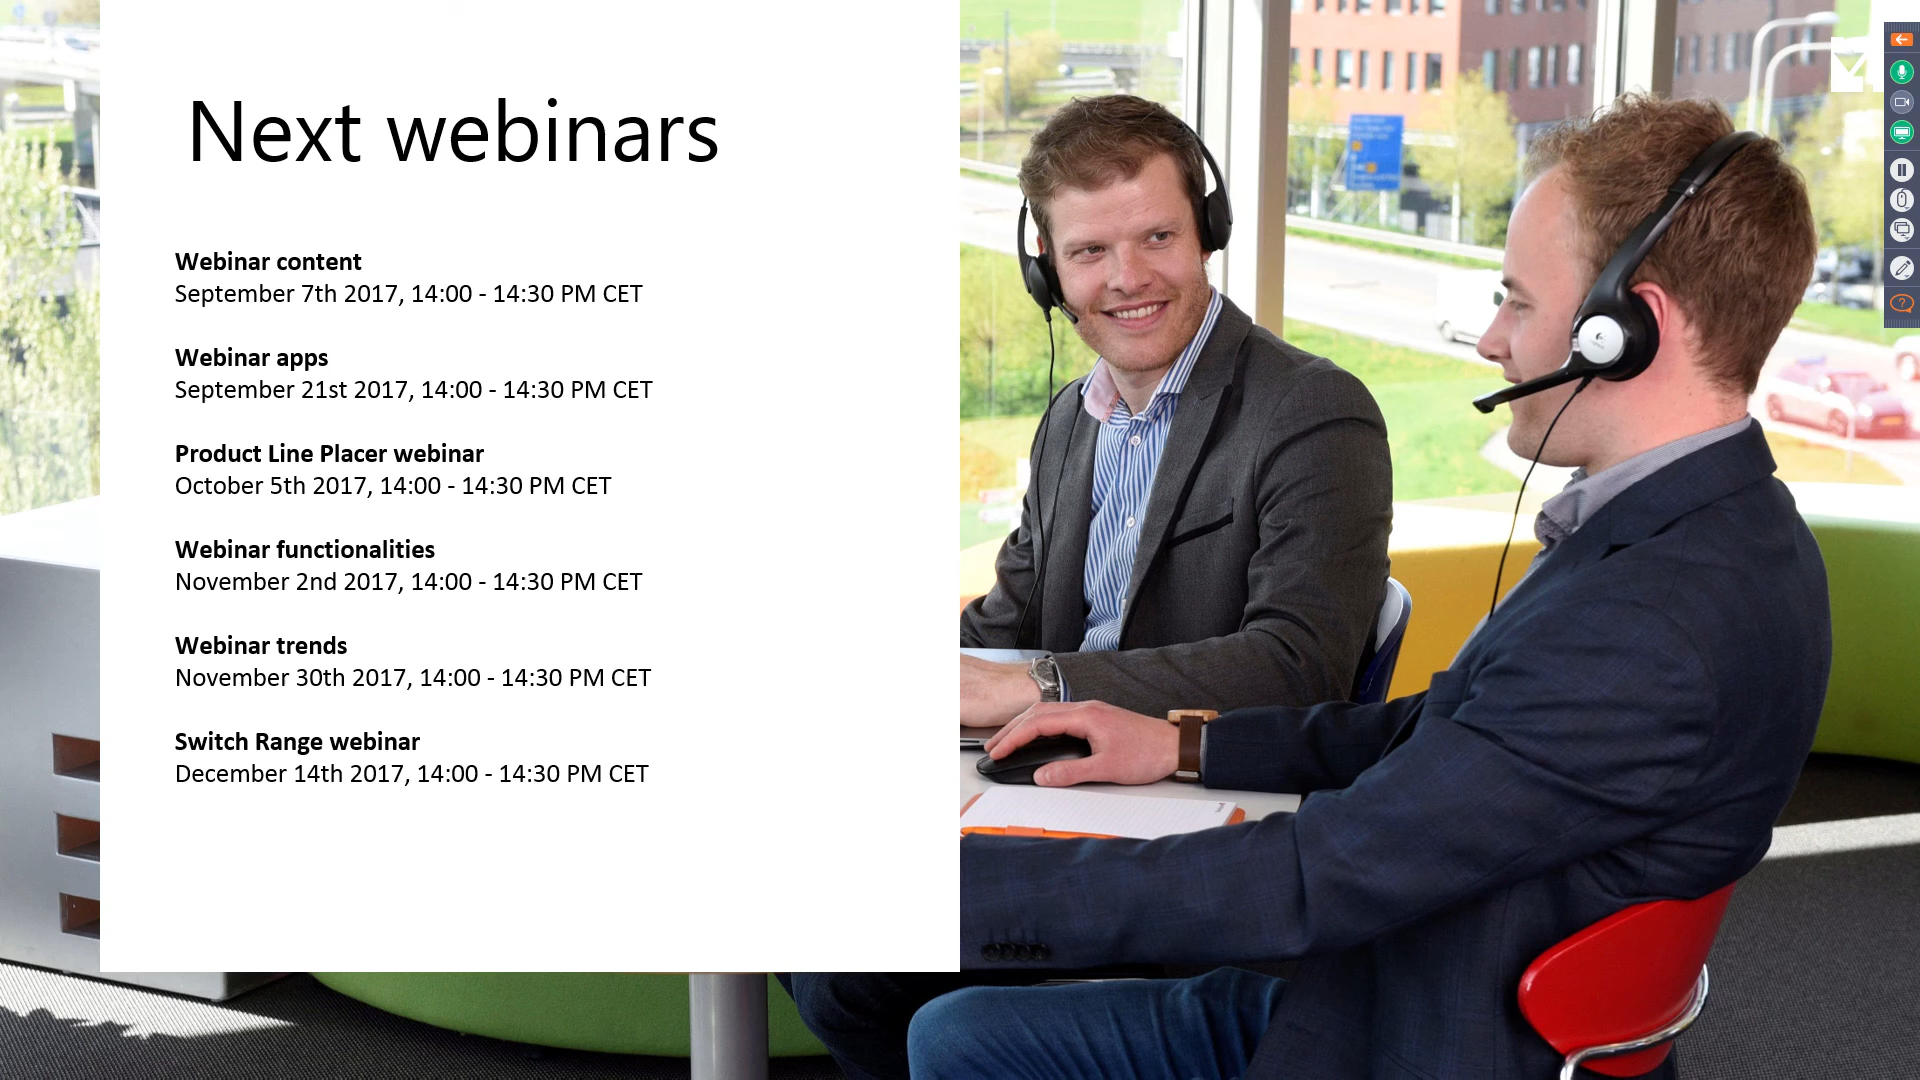 Next webinars
Webinar content
September 7th 2017, 14:00 - 14:30 PM CET
Webinar apps
September 21st 2017, 14:00 - 14:30 PM CET
Product Line Placer webinar
October 5th 2017, 14:00 - 14:30 PM CET
Webinar functionalities
November 2nd 2017, 14:00 - 14:30 PM CET
Webinar trends
November 30th 2017, 14:00 - 14:30 PM CET
Switch Range webinar
December 14th 2017, 14:00 - 14:30 PM CET